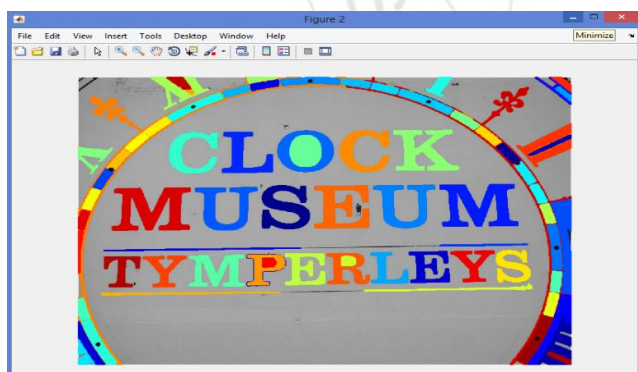 Figure 2
File Edit View Insert Tools Desktop Window Help
Minimize
CLOCK
MUSEUM
TYMPERLEYS